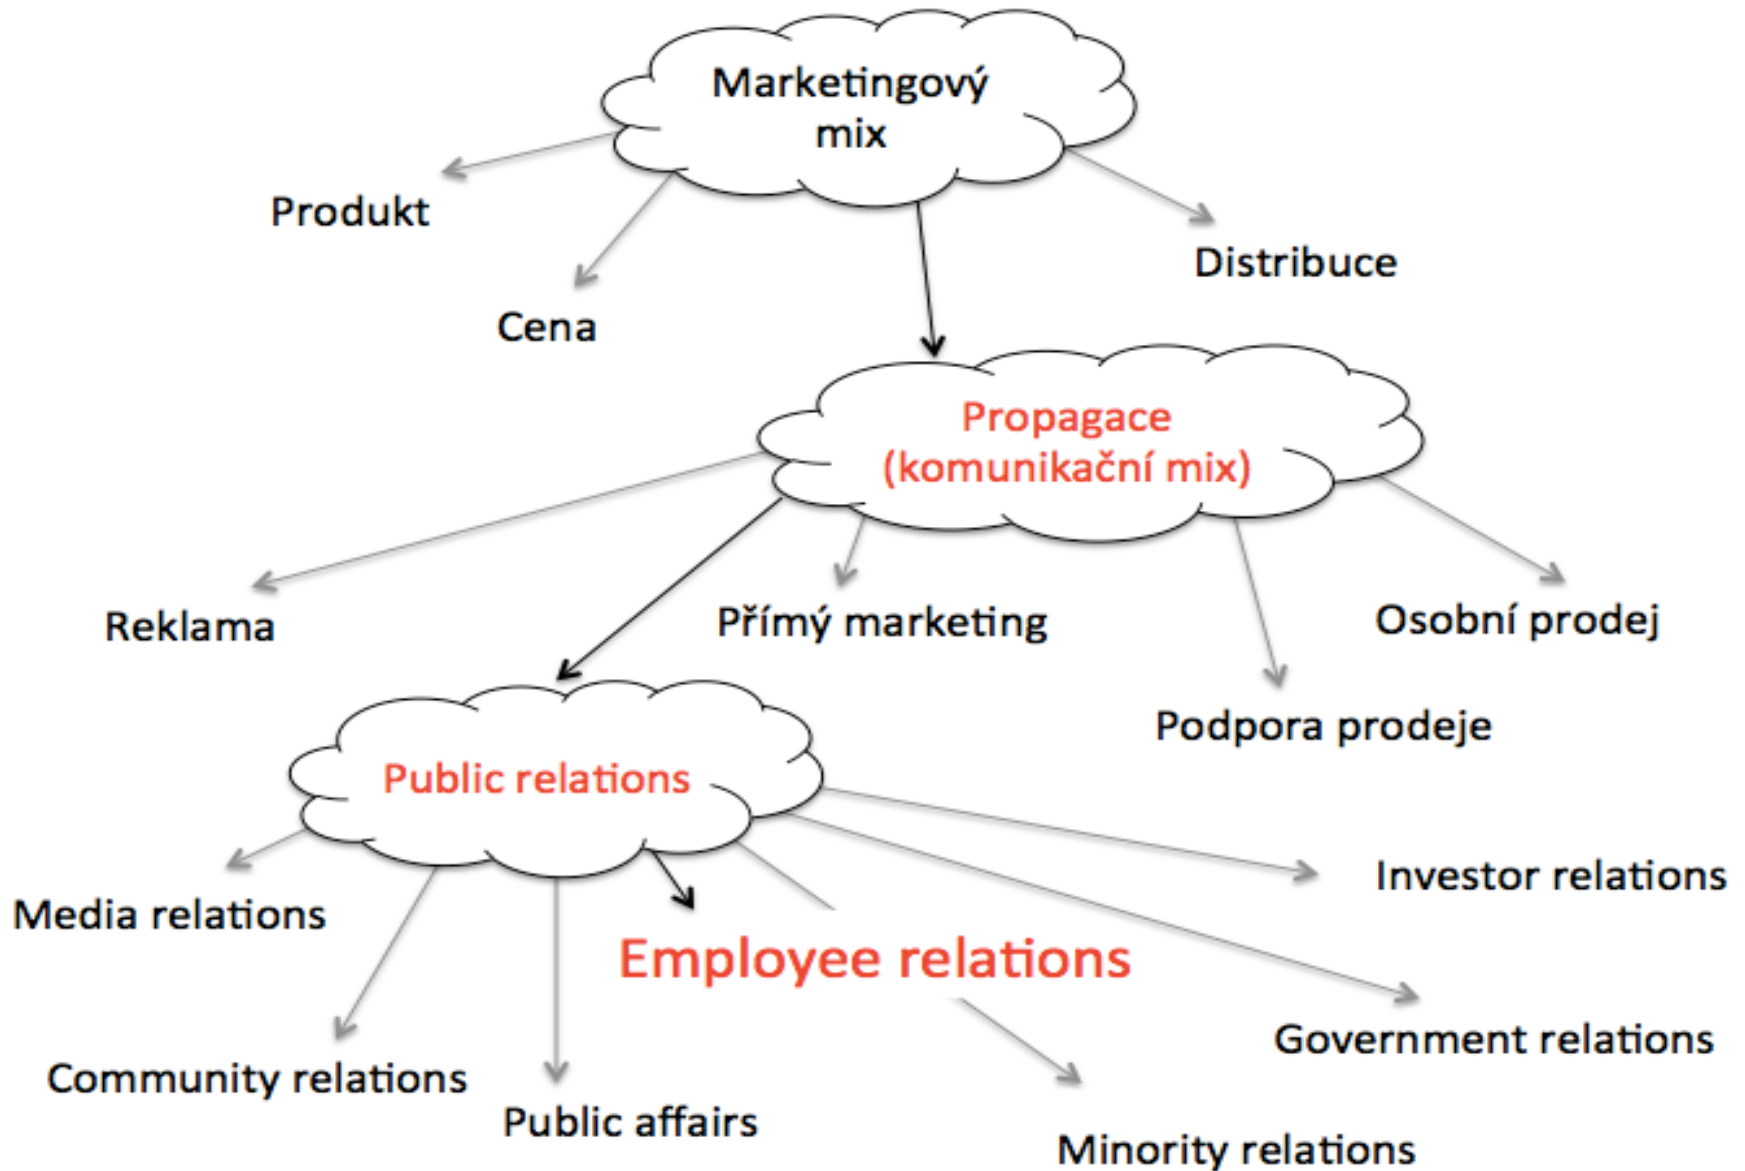 Marketingový
mix
Produkt
Distribuce
Cena
Propagace
(komunikační mix)
Reklama
Přímý marketing
Osobní prodej
Podpora prodeje
Public relations
Investor relations
Media relations
Employee relations
Government relations
Community relations
Public affairs
Minority relations